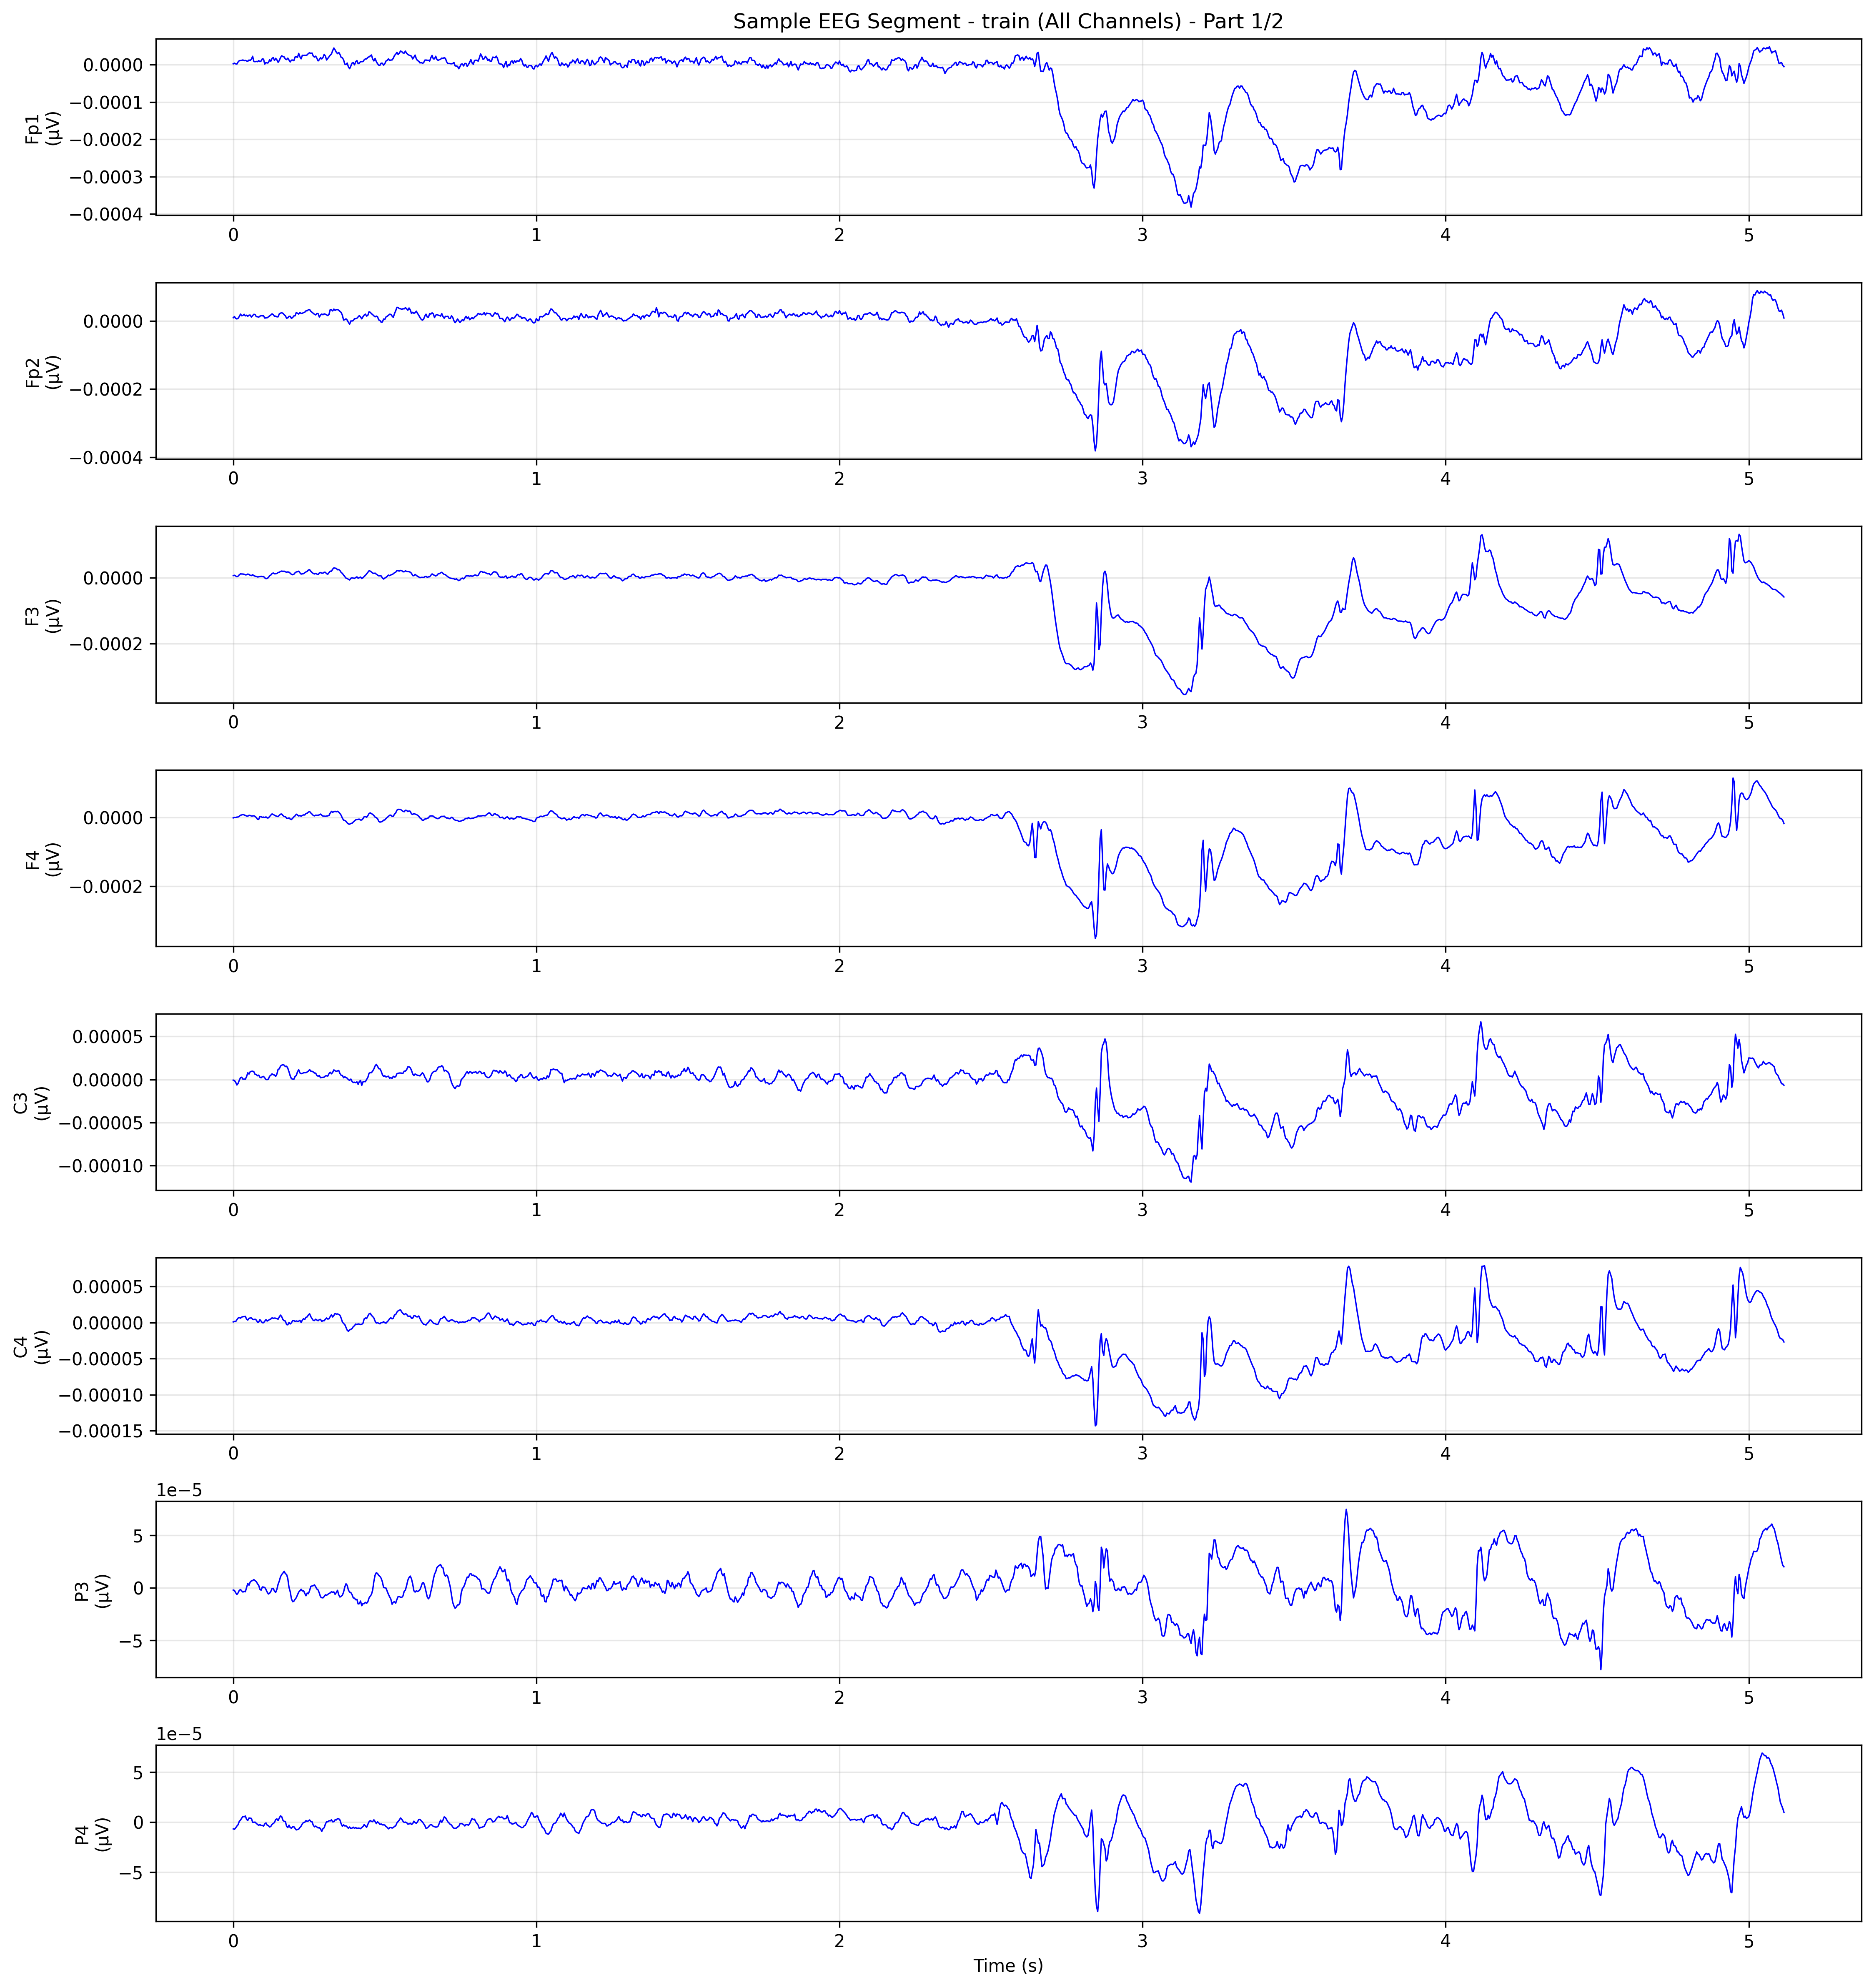 Sample EEG Segment - train (All Channels) - Part 1/2
Fp1
(µV)
0.0000
−0.0001
−0.0002
−0.0003
−0.0004
0 1 2 3 4 5
Fp2
(µV)
0.0000
−0.0002
−0.0004
0 1 2 3 4 5
F3
(µV)
0.0000
−0.0002
0 1 2 3 4 5
F4
(µV)
0.0000
−0.0002
0 1 2 3 4 5
C3
(µV)
0.00005
0.00000
−0.00005
−0.00010
0 1 2 3 4 5
C4
(µV)
0.00005
0.00000
−0.00005
−0.00010
−0.00015
0 1 2 3 4 5
1e−5
P3
(µV)
5
0
−5
0 1 2 3 4 5
1e−5
P4
(µV)
5
0
−5
0 1 2 3 4 5
Time (s)